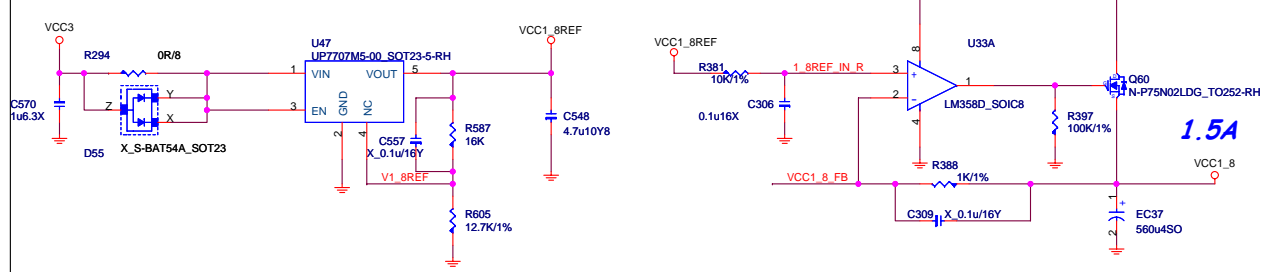 VCC3
R294
0R/8
C570
1u6.3X
Z
Y
X
D55
X_S-BAT54A_SOT23
U47
UP7707M5-00_SOT23-5-RH
1
VIN
VOUT
5
3
EN
GND
NC
2
4
VCC1_8REF
C557
X_0.1u/16Y
R587
16K
V1_8REF
R605
12.7K/1%
C548
4.7u10Y8
VCC1_8REF
R381
10K/1%
1_8REF_IN_R
C306
0.1u16X
8
U33A
3
+
2
-
1
4
LM358D_SOIC8
Q60
N-P75N02LDG_TO252-RH
R397
100K/1%
1.5A
R388
1K/1%
VCC1_8_FB
C309
X_0.1u/16Y
VCC1_8
1
+
2
EC37
560u4SO